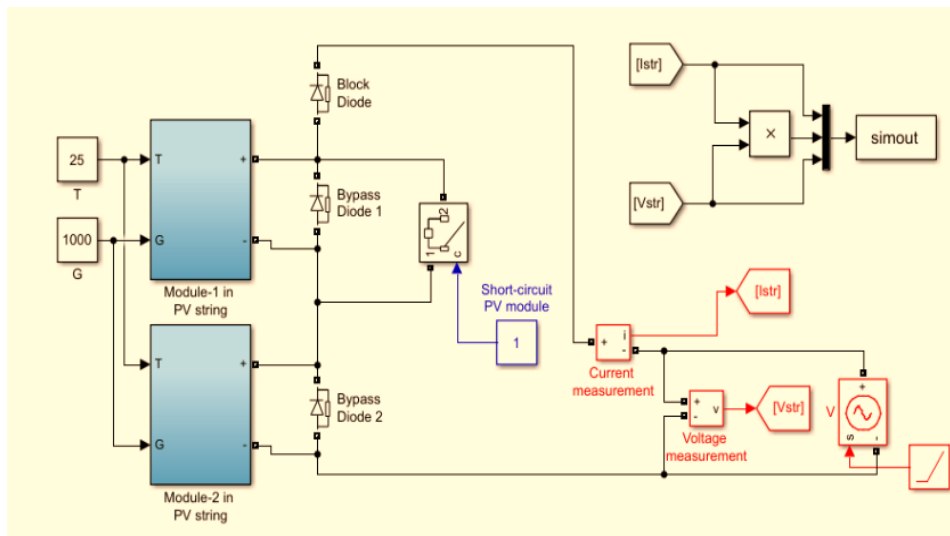 Block
Diode
[Istr]
×
simout
25
T
T
+
Bypass
Diode 1
[Vstr]
1000
G
G
-
2
1
c
Module-1 in
PV string
Short-circuit
PV module
1
[Istr]
+
i
-
Current
measurement
T
+
Bypass
Diode 2
G
-
+
-
v
[Vstr]
Voltage
measurement
V
+
s
-
Module-2 in
PV string